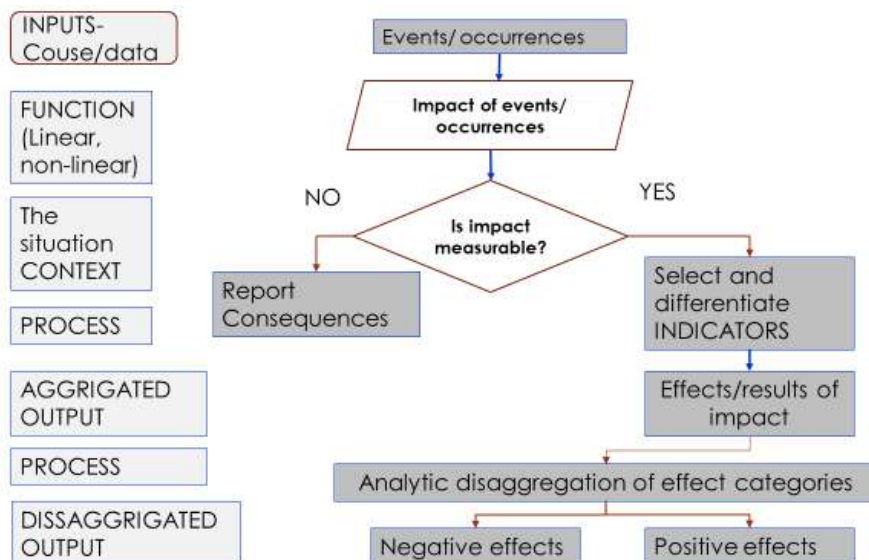 INPUTS-
Couse/data
FUNCTION
(Linear,
non-linear)
The
situation
CONTEXT
PROCESS
AGGRIGATED
OUTPUT
PROCESS
DISSAGGRIGATED
OUTPUT
Events/occurrences
Impact of events/
occurrences
Is impact
measurable?
NO
YES
Report
Consequences
Select and
differentiate
INDICATORS
Effects/results of
impact
Analytic disaggregation of effect categories
Negative effects
Positive effects